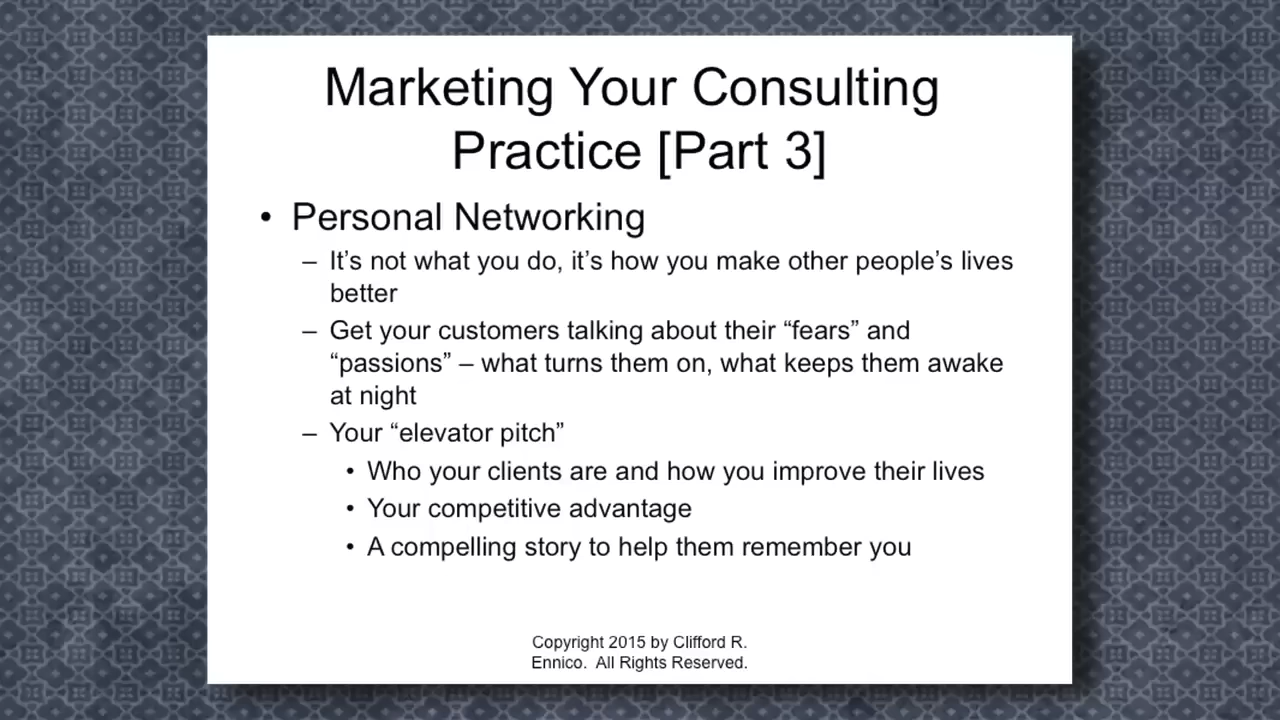 Marketing Your Consulting
Practice [Part 3]
• Personal Networking
– It’s not what you do, it’s how you make other people’s lives
better
– Get your customers talking about their “fears” and
“passions” – what turns them on, what keeps them awake
at night
– Your “elevator pitch”
• Who your clients are and how you improve their lives
• Your competitive advantage
• A compelling story to help them remember you
Copyright 2015 by Clifford R.
Ennico.  All Rights Reserved.